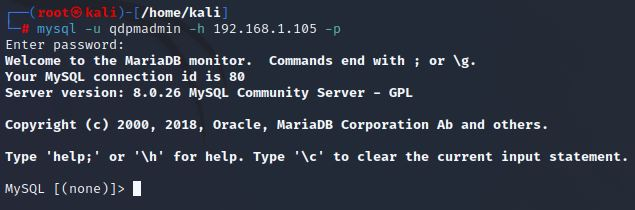 ┌──(root㉿kali)-[/home/kali]
└─# mysql -u qdpmadmin -h 192.168.1.105 -p
Enter password:
Welcome to the MariaDB monitor.  Commands end with ; or \g.
Your MySQL connection id is 80
Server version: 8.0.26 MySQL Community Server - GPL
Copyright (c) 2000, 2018, Oracle, MariaDB Corporation Ab and others.
Type 'help;' or '\h' for help. Type '\c' to clear the current input statement.
MySQL [(none)]>